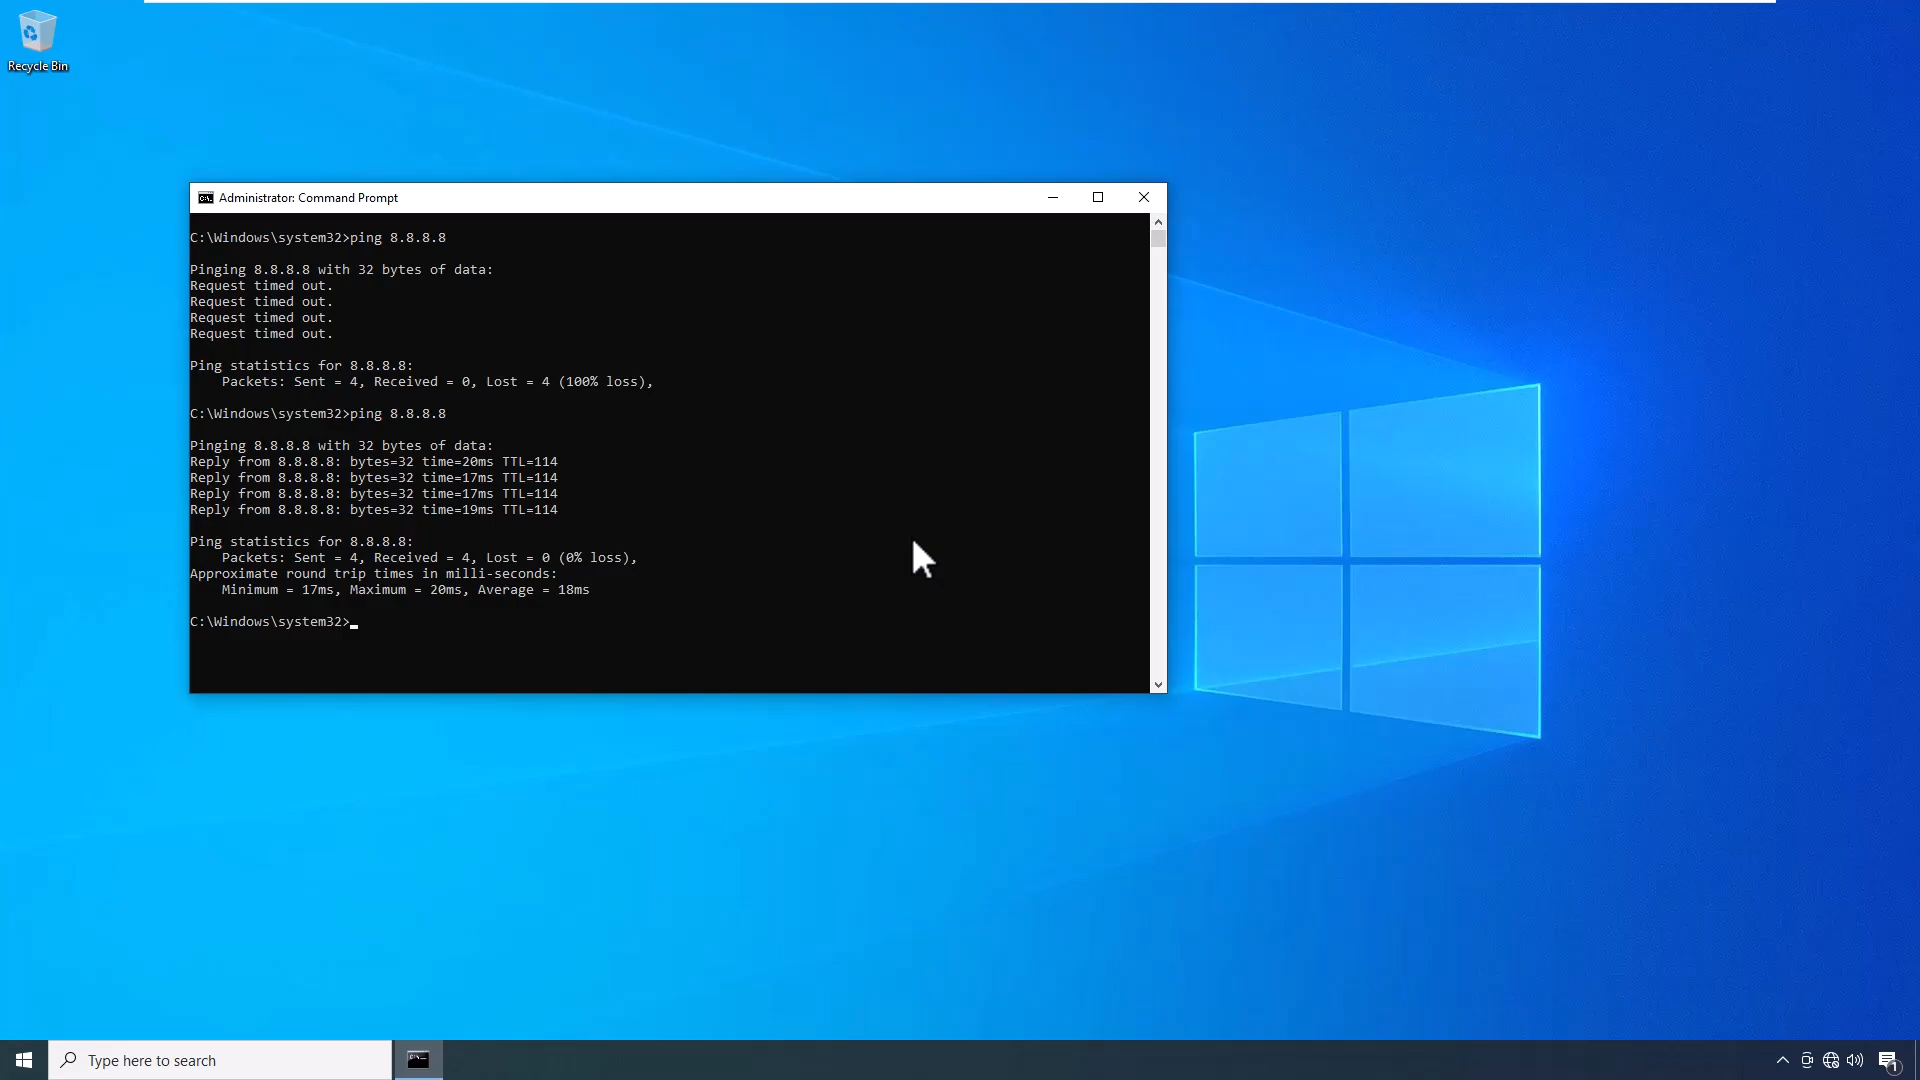 Recycle Bin
Administrator: Command Prompt
C:\Windows\system32>ping 8.8.8.8
Pinging 8.8.8.8 with 32 bytes of data:
Request timed out.
Request timed out.
Request timed out.
Request timed out.
Ping statistics for 8.8.8.8:
    Packets: Sent = 4, Received = 0, Lost = 4 (100% loss),
C:\Windows\system32>ping 8.8.8.8
Pinging 8.8.8.8 with 32 bytes of data:
Reply from 8.8.8.8: bytes=32 time=20ms TTL=114
Reply from 8.8.8.8: bytes=32 time=17ms TTL=114
Reply from 8.8.8.8: bytes=32 time=17ms TTL=114
Reply from 8.8.8.8: bytes=32 time=19ms TTL=114
Ping statistics for 8.8.8.8:
    Packets: Sent = 4, Received = 4, Lost = 0 (0% loss),
Approximate round trip times in milli-seconds:
    Minimum = 17ms, Maximum = 20ms, Average = 18ms
C:\Windows\system32>
Type here to search
1